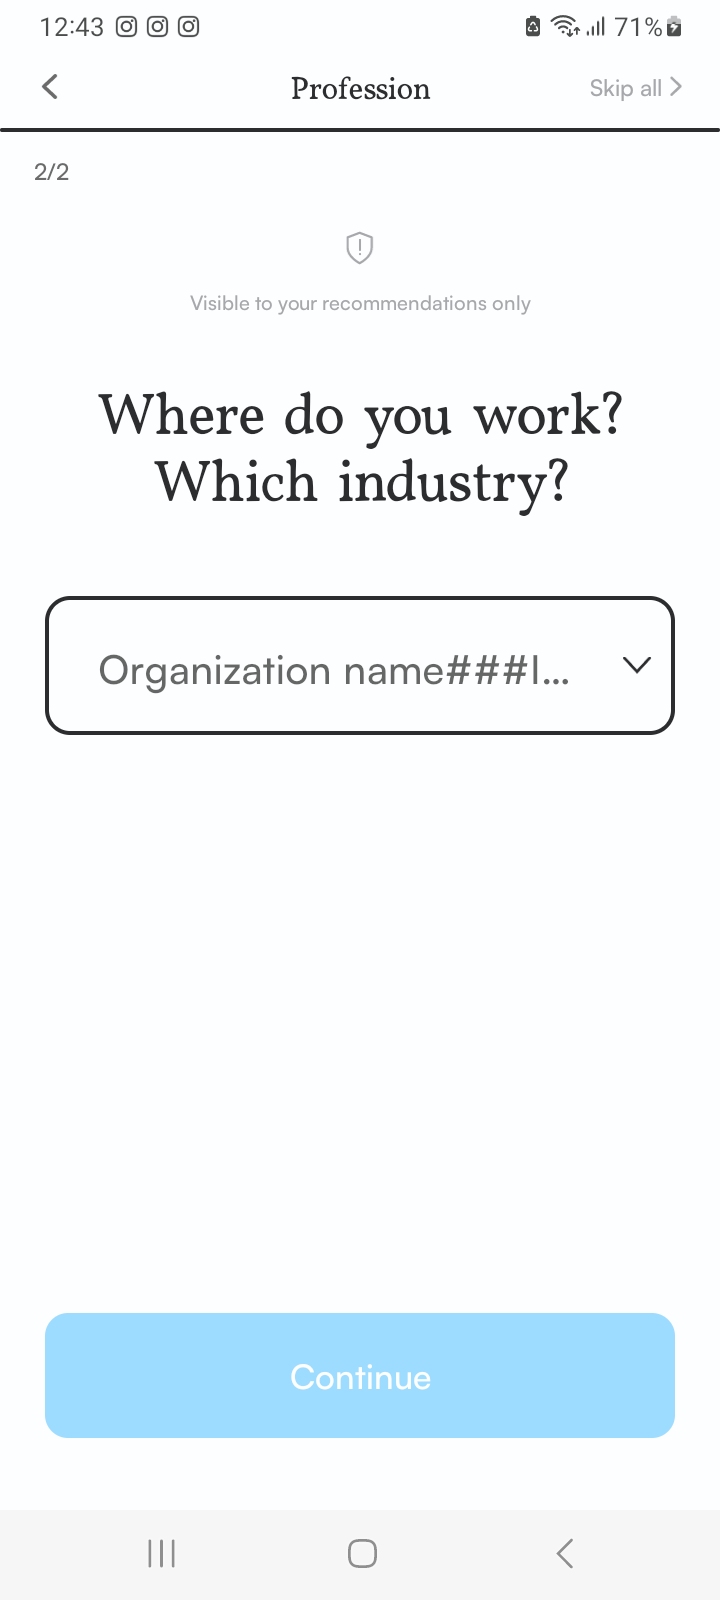 12:43 71%
Profession Skip all
2/2
Visible to your recommendations only
Where do you work?
Which industry?
Organization name###I...
Continue